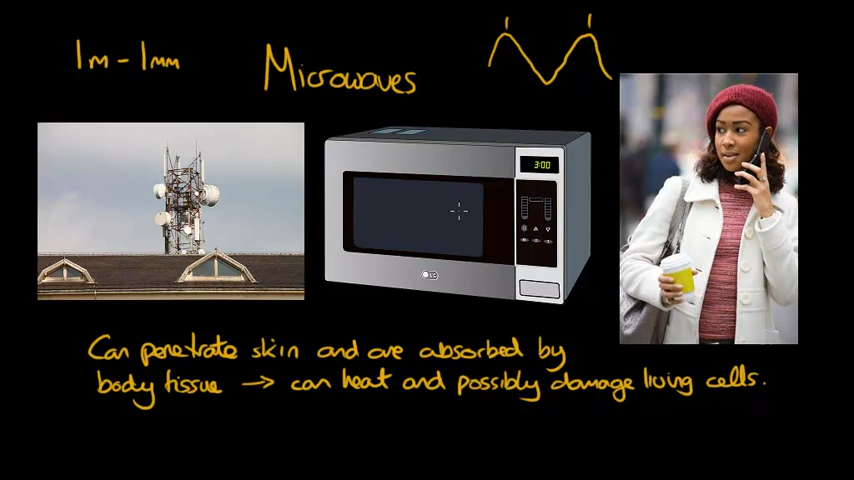 1m - 1mm
Microwaves
3:00
Can penetrate skin and are absorbed by
body tissue → can heat and possibly damage living cells.